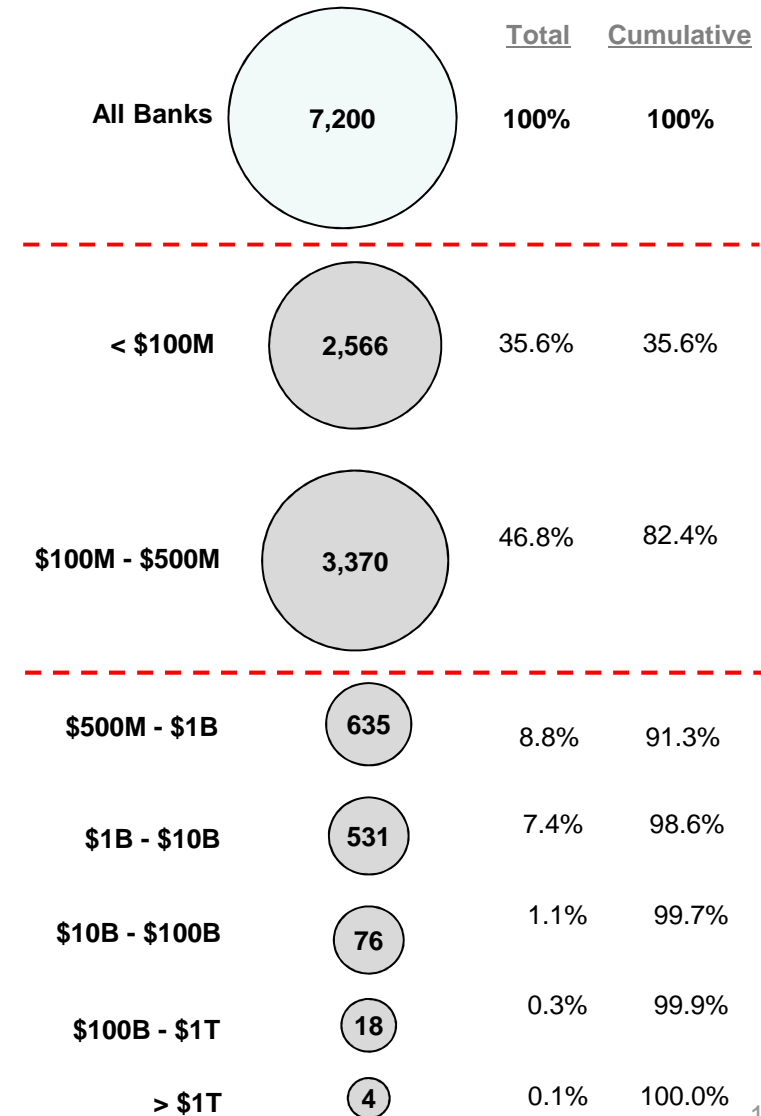 Total Cumulative
All Banks 7,200 100% 100%
< $100M 2,566 35.6% 35.6%
$100M - $500M 3,370 46.8% 82.4%
$500M - $1B 635 8.8% 91.3%
$1B - $10B 531 7.4% 98.6%
$10B - $100B 76 1.1% 99.7%
$100B - $1T 18 0.3% 99.9%
> $1T 4 0.1% 100.0%
1